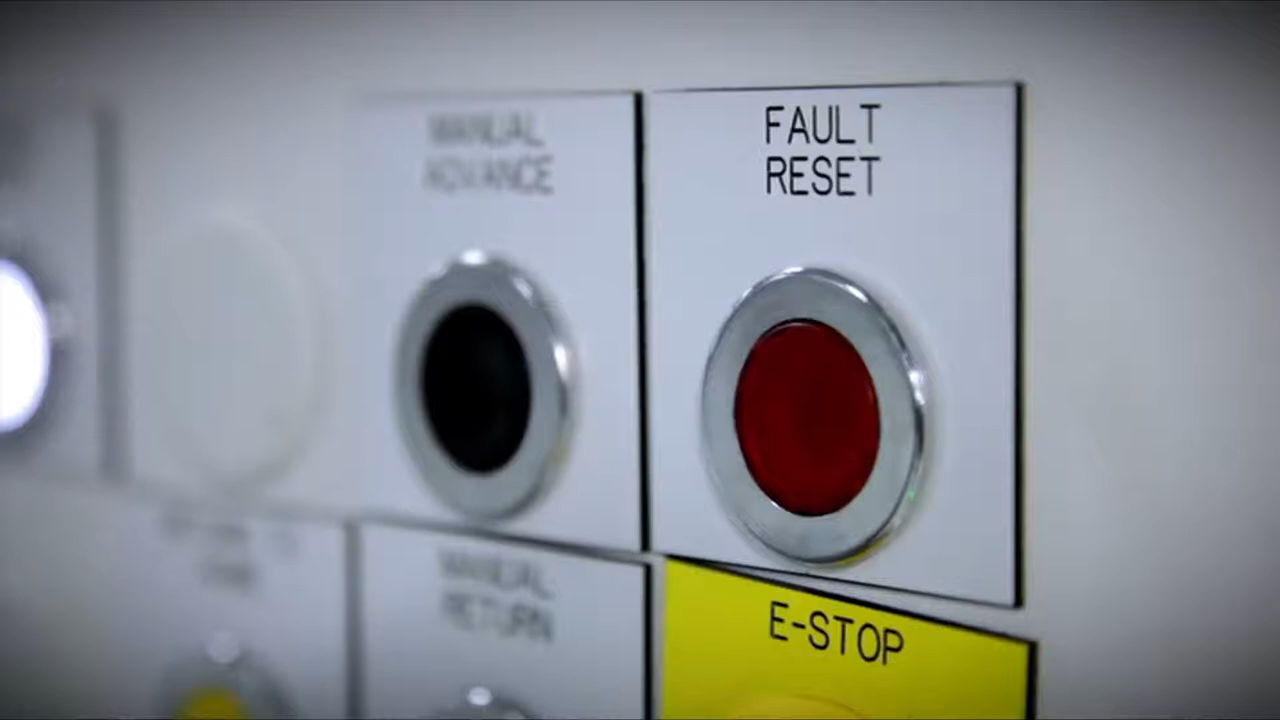 MANUAL
ADVANCE
FAULT
RESET
MANUAL
RETURN
E-STOP